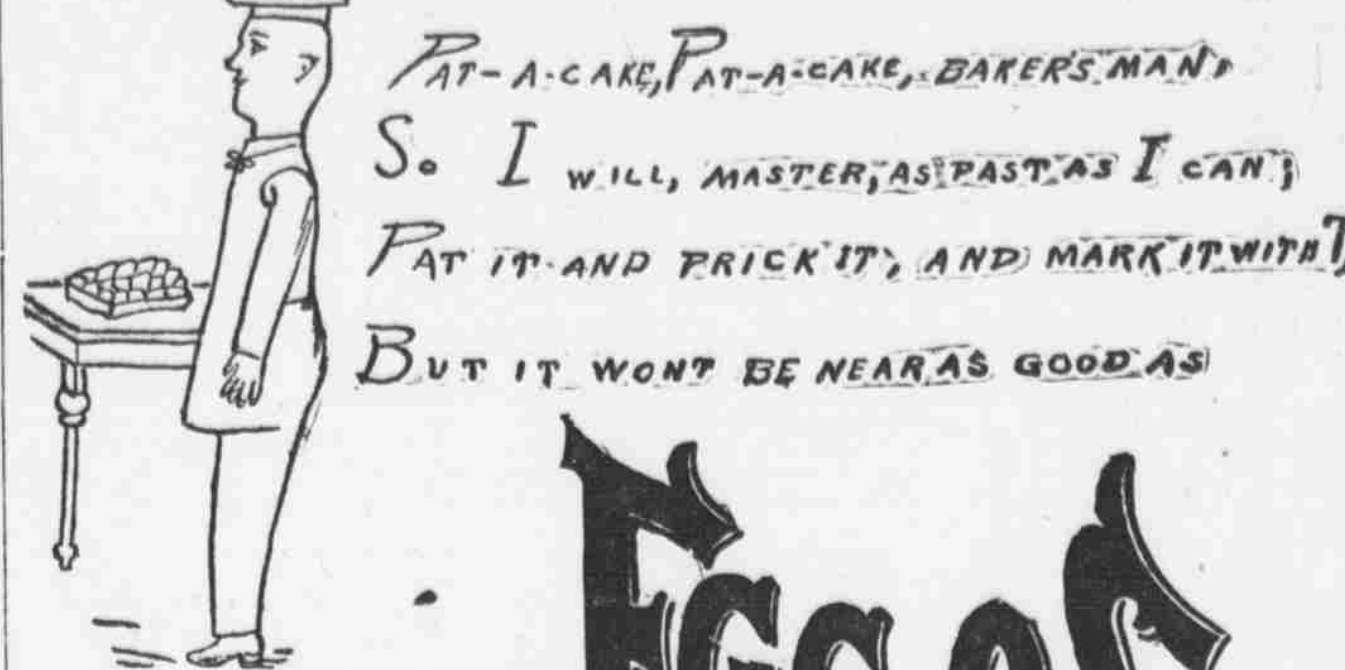 PAT-A-CAKE, PAT-A-CAKE, BAKER'S MAN,
SO I WILL, MASTER, AS PAST AS I CAN;
PAT IT AND PRICK IT, AND MARK IT WITH T,
BUT IT WONT BE NEAR AS GOOD AS